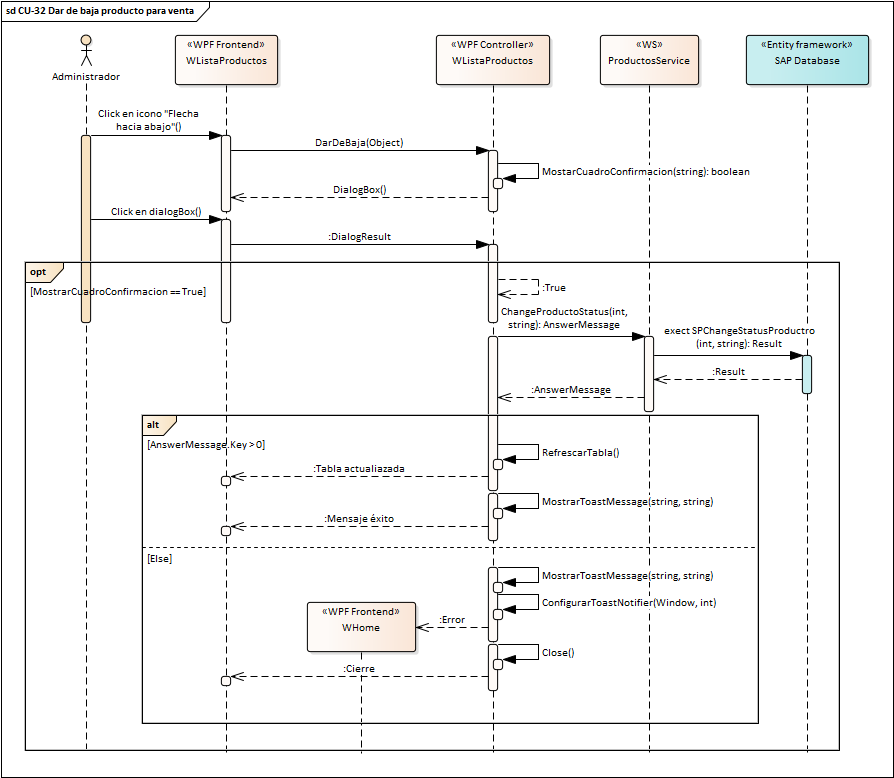 sd CU-32 Dar de baja producto para venta
Administrador
«WPF Frontend»
WListaProductos
«WPF Controller»
WListaProductos
«WS»
ProductosService
«Entity framework»
SAP Database
Click en icono "Flecha
hacia abajo"()
DarDeBaja(Object)
MostarCuadroConfirmacion(string): boolean
DialogBox()
Click en dialogBox()
:DialogResult
opt
[MostrarCuadroConfirmacion ==True]
:True
ChangeProductoStatus(int,
string): AnswerMessage
exect SPChangeStatusProductro
(int, string): Result
:Result
:AnswerMessage
alt
[AnswerMessage.Key > 0]
RefrescarTabla()
:Tabla actualiazada
MostrarToastMessage(string, string)
:Mensaje éxito
[Else]
MostrarToastMessage(string, string)
ConfigurarToastNotifier(Window, int)
«WPF Frontend»
WHome
:Error
Close()
:Cierre